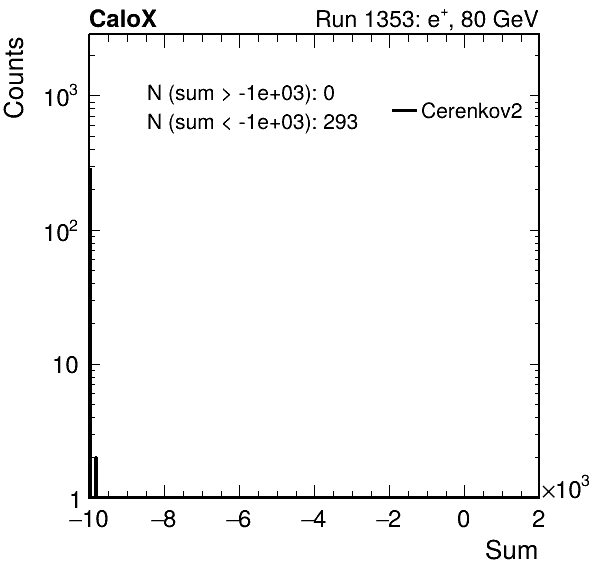 CaloX
Run 1353: e+, 80 GeV
Counts
N (sum > -1e+03): 0
N (sum < -1e+03): 293
Cerenkov2
10³
10²
10
1
−10 −8 −6 −4 −2 0 2
×10³
Sum